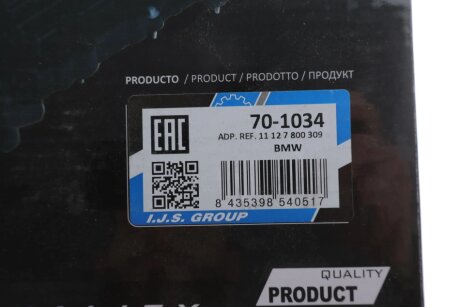 PRODUCTO / PRODUCT / PRODOTTO / ПРОДУКТ
EAC
70-1034
ADP. REF. 11 12 7 800 309
BMW
8 435398 540517
I.J.S. GROUP
QUALITY
PRODUCT